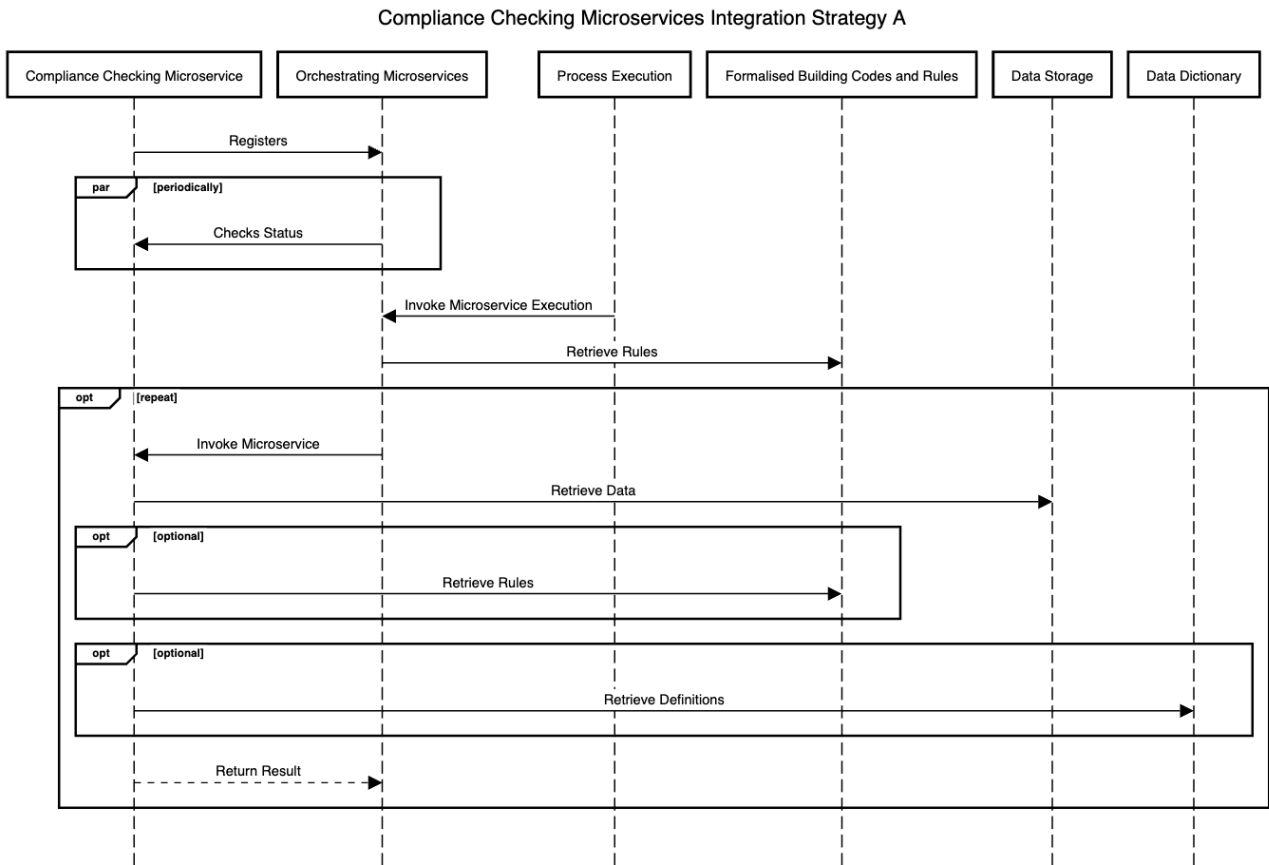 Compliance Checking Microservices Integration Strategy A
Compliance Checking Microservice
Orchestrating Microservices
Process Execution
Formalised Building Codes and Rules
Data Storage
Data Dictionary
Registers
par
[periodically]
Checks Status
Invoke Microservice Execution
Retrieve Rules
opt
[repeat]
Invoke Microservice
Retrieve Data
opt
[optional]
Retrieve Rules
opt
[optional]
Retrieve Definitions
Return Result